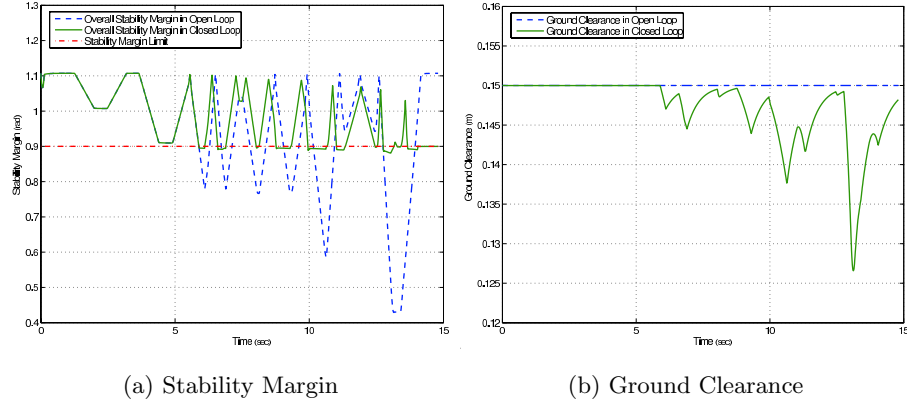 Overall Stability Margin in Open Loop
Overall Stability Margin in Closed Loop
Stability Margin Limit
1.3
1.2
1.1
1
0.9
0.8
0.7
0.6
0.5
0.4
Stability Margin (rad)
0
5
10
15
Time (sec)
(a) Stability Margin
Ground Clearance in Open Loop
Ground Clearance in Closed Loop
0.16
0.155
0.15
0.145
0.14
0.135
0.13
0.125
0.12
Ground Clearance (m)
0
5
10
15
Time (sec)
(b) Ground Clearance